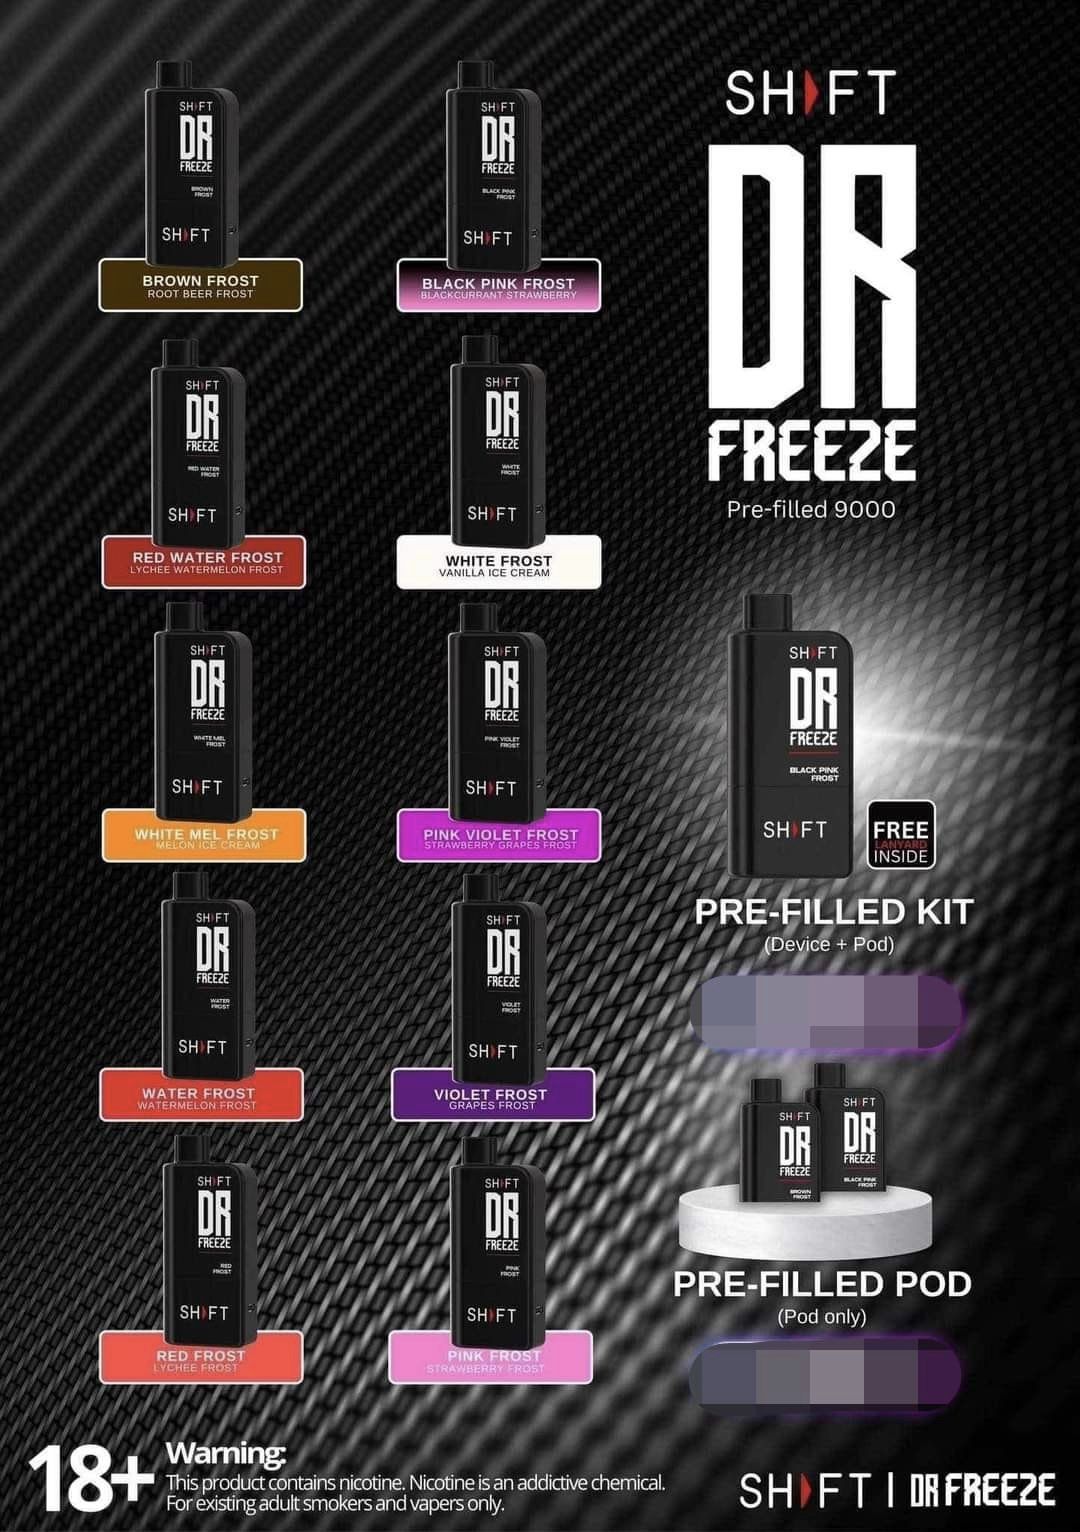 SHIFT
DR
FREEZE
BROWN
FROST
SHIFT
BROWN FROST
ROOT BEER FROST
SHIFT
DR
FREEZE
BLACK PINK
FROST
SHIFT
BLACK PINK FROST
BLACKCURRANT STRAWBERRY
SHIFT
DR
FREEZE
RED WATER
FROST
SHIFT
RED WATER FROST
LYCHEE WATERMELON FROST
SHIFT
DR
FREEZE
WHITE
FROST
SHIFT
WHITE FROST
VANILLA ICE CREAM
SHIFT
DR
FREEZE
WHITE MEL
FROST
SHIFT
WHITE MEL FROST
MELON ICE CREAM
SHIFT
DR
FREEZE
PINK VIOLET
FROST
SHIFT
PINK VIOLET FROST
STRAWBERRY GRAPES FROST
SHIFT
DR
FREEZE
WATER
FROST
SHIFT
WATER FROST
WATERMELON FROST
SHIFT
DR
FREEZE
VIOLET
FROST
SHIFT
VIOLET FROST
GRAPES FROST
SHIFT
DR
FREEZE
RED
FROST
SHIFT
RED FROST
LYCHEE FROST
SHIFT
DR
FREEZE
PINK
FROST
SHIFT
PINK FROST
STRAWBERRY FROST
SHIFT
DR
FREEZE
Pre-filled 9000
SHIFT
DR
FREEZE
BLACK PINK
FROST
SHIFT
FREE
LANYARD
INSIDE
PRE-FILLED KIT
(Device + Pod)
SHIFT
DR
FREEZE
BROWN
FROST
SHIFT
DR
FREEZE
BLACK PINK
FROST
PRE-FILLED POD
(Pod only)
18+
Warning:
This product contains nicotine. Nicotine is an addictive chemical.
For existing adult smokers and vapers only.
SHIFT | DR FREEZE